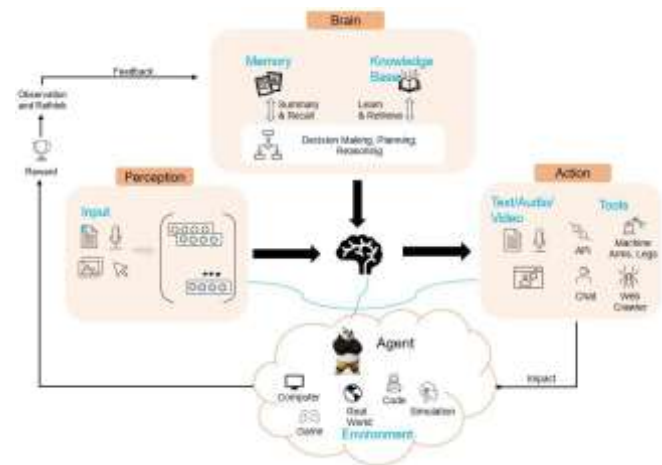 Brain
Memory
Knowledge
Base
Summary
& Recall
Learn
& Retrieve
Decision Making, Planning,
Reasoning
Feedback
Observation
and Rethink
Reward
Perception
Input
Action
Text/Audio/
Video
Tools
API
Machine
Arms, Legs
Chat
Web
Crawler
Agent
Computer
Real
World
Code
Simulation
Game
Environment
Impact